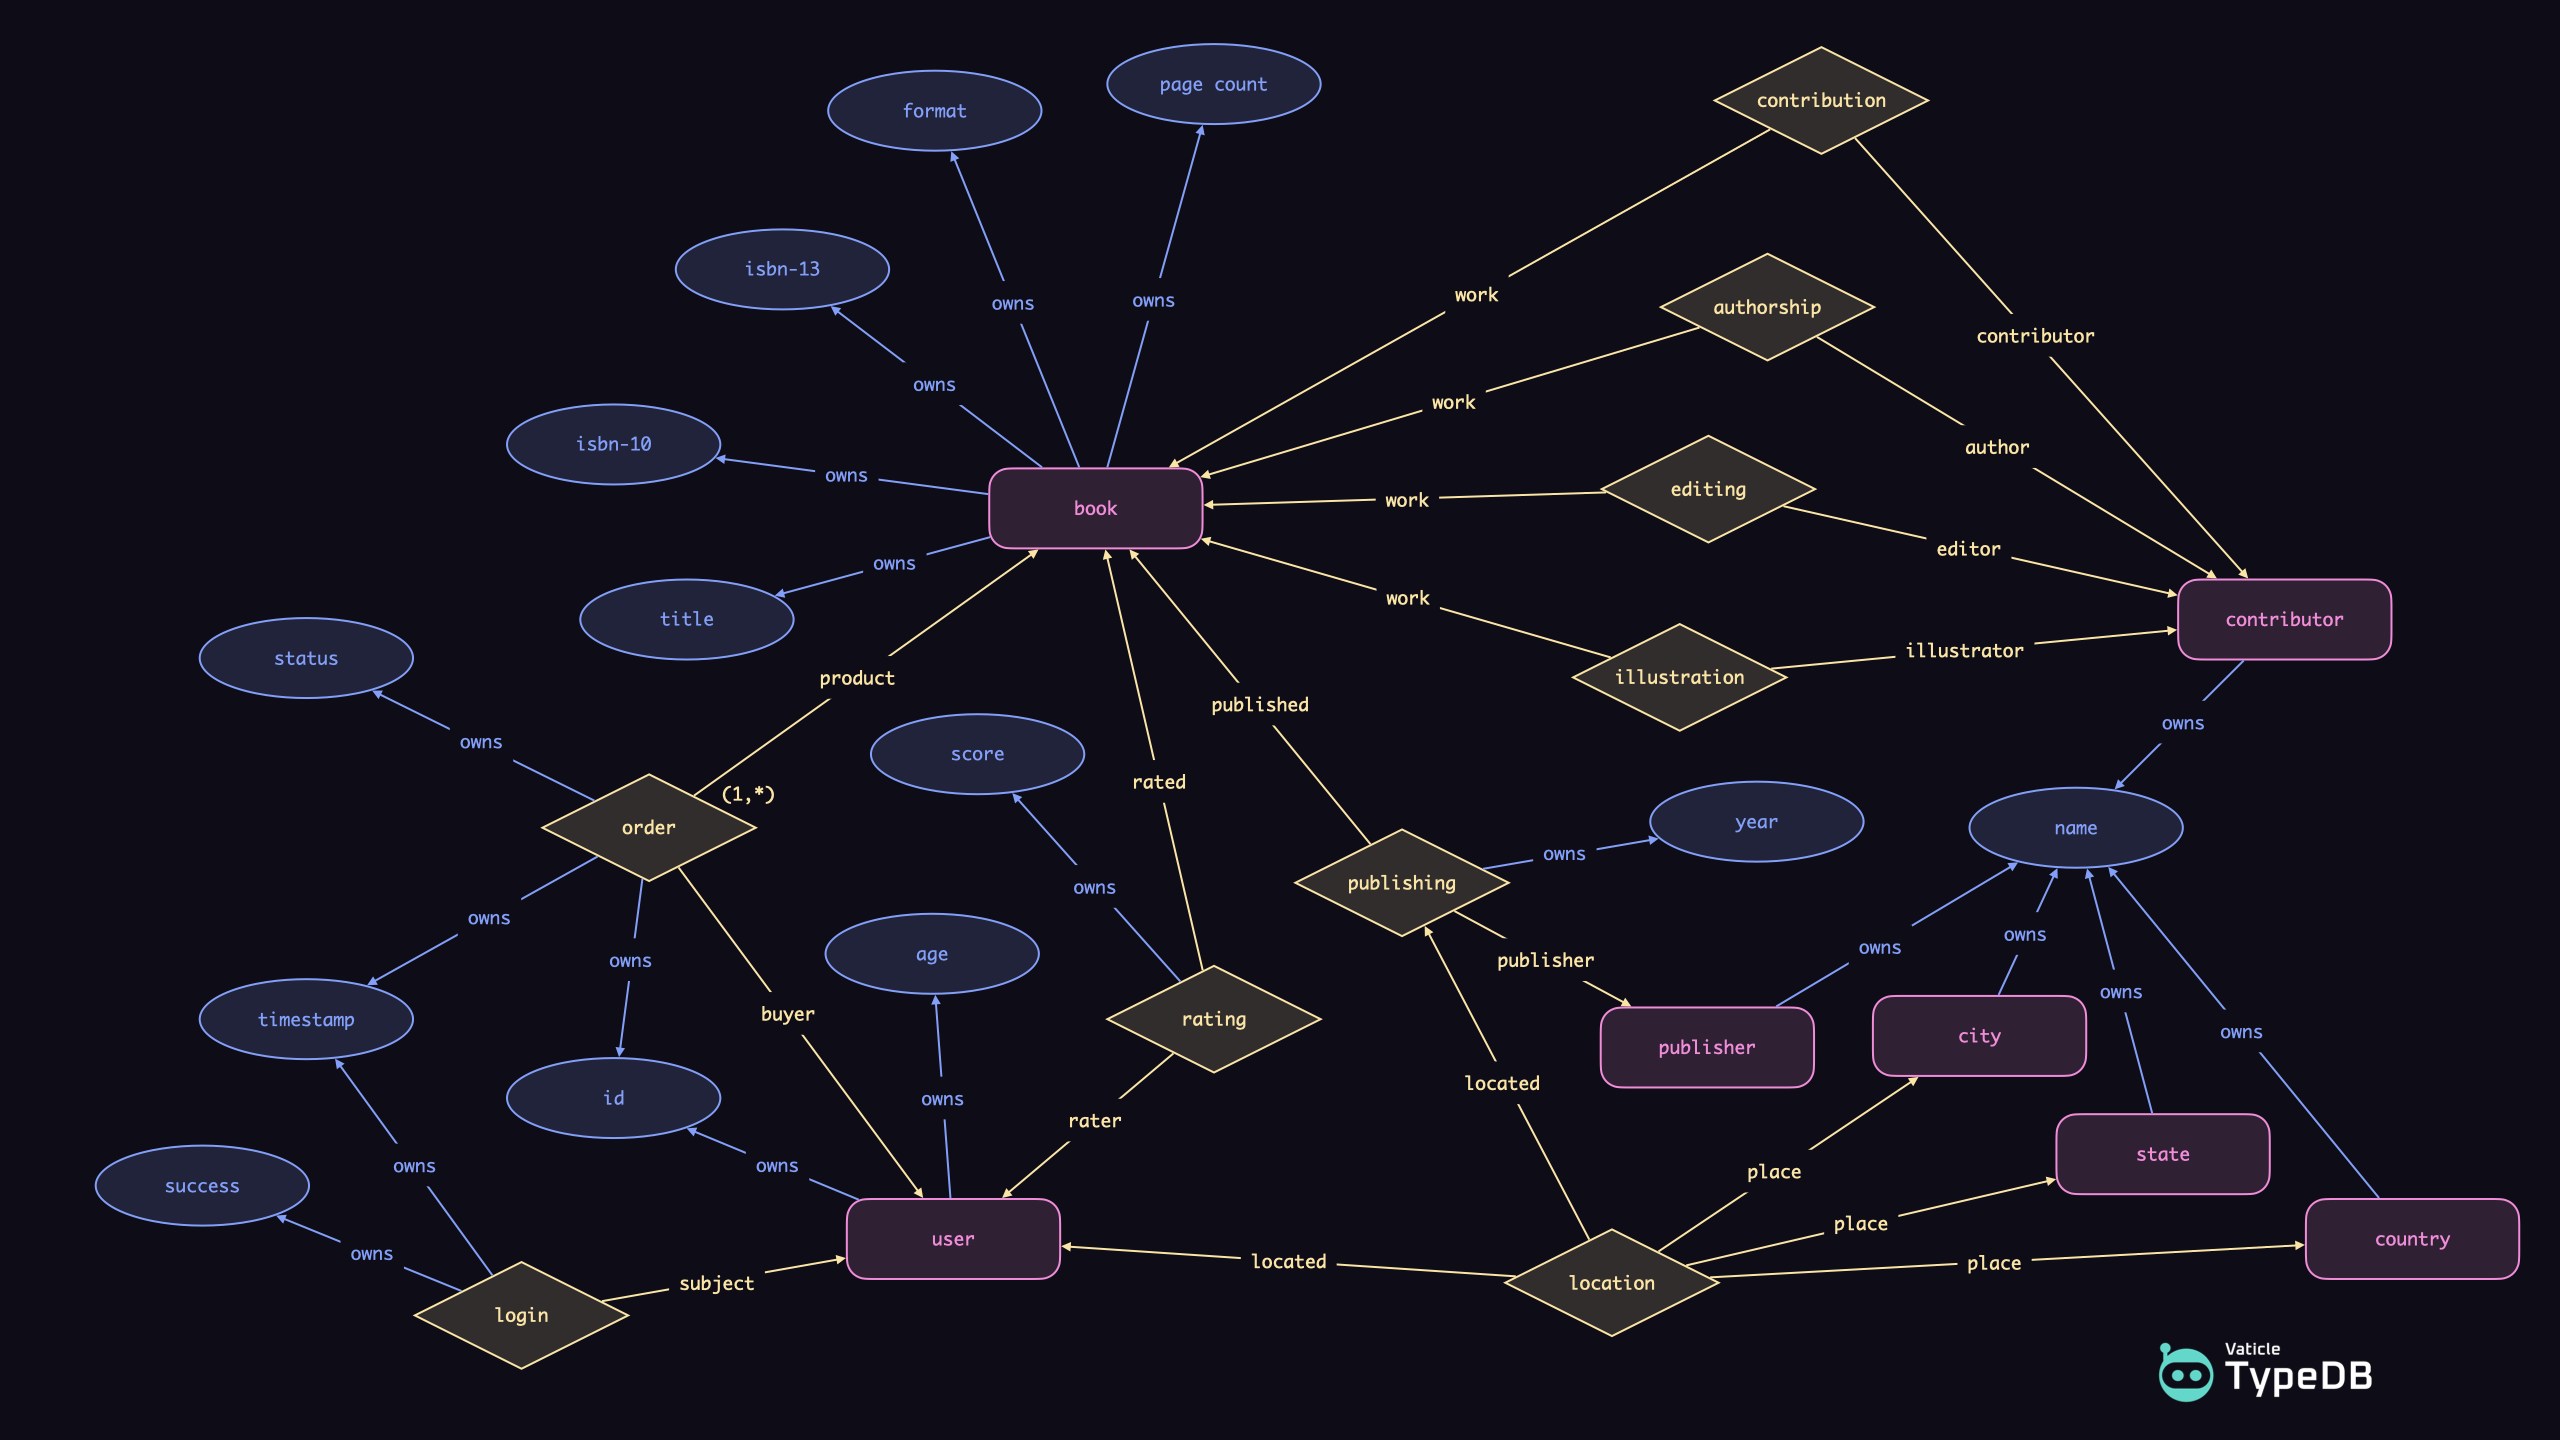 page count
contribution
format
isbn-13
owns
owns
work
authorship
contributor
owns
work
isbn-10
owns
author
editing
work
book
owns
editor
title
work
contributor
status
product
illustration
illustrator
published
owns
owns
score
rated
(1,*)
order
year
name
owns
publishing
owns
owns
owns
owns
owns
age
publisher
owns
timestamp
buyer
rating
publisher
city
owns
owns
located
id
owns
rater
owns
owns
place
state
success
user
place
country
owns
subject
located
location
place
login
Vaticle
TypeDB